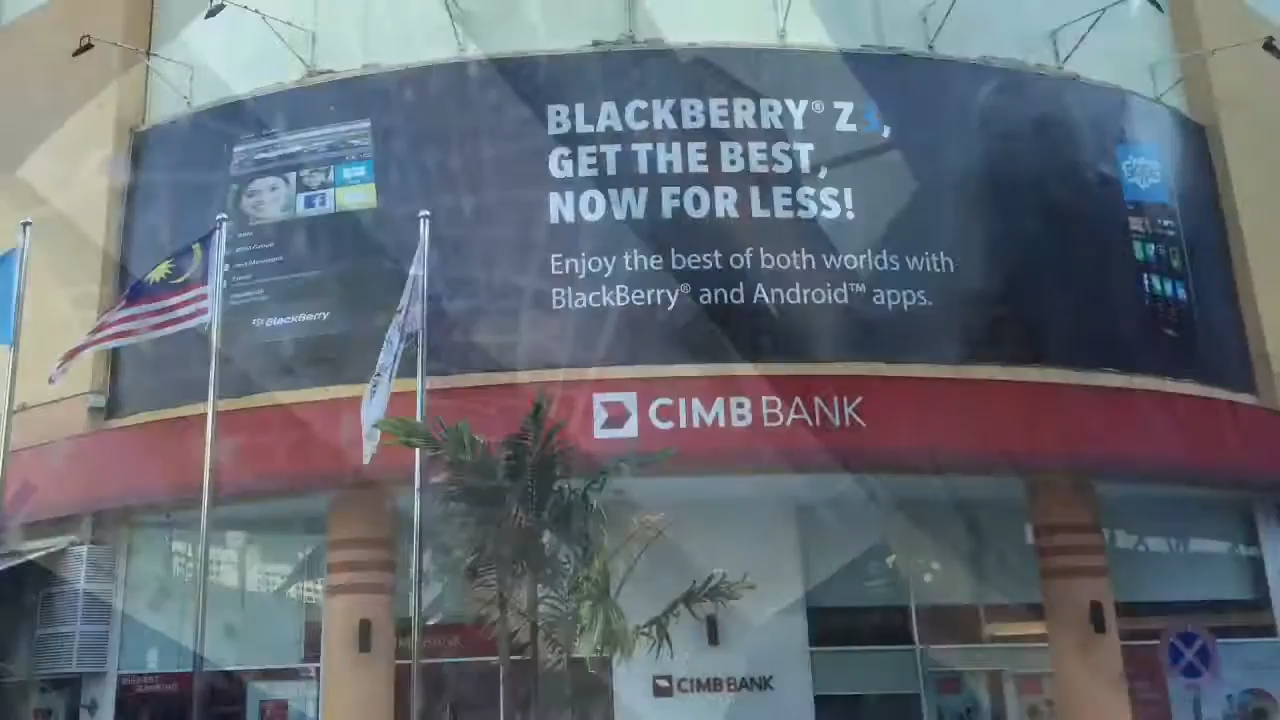 BLACKBERRY® Z3,
GET THE BEST,
NOW FOR LESS!
Enjoy the best of both worlds with
BlackBerry® and Android™ apps.
BlackBerry
CIMB BANK
CIMB BANK